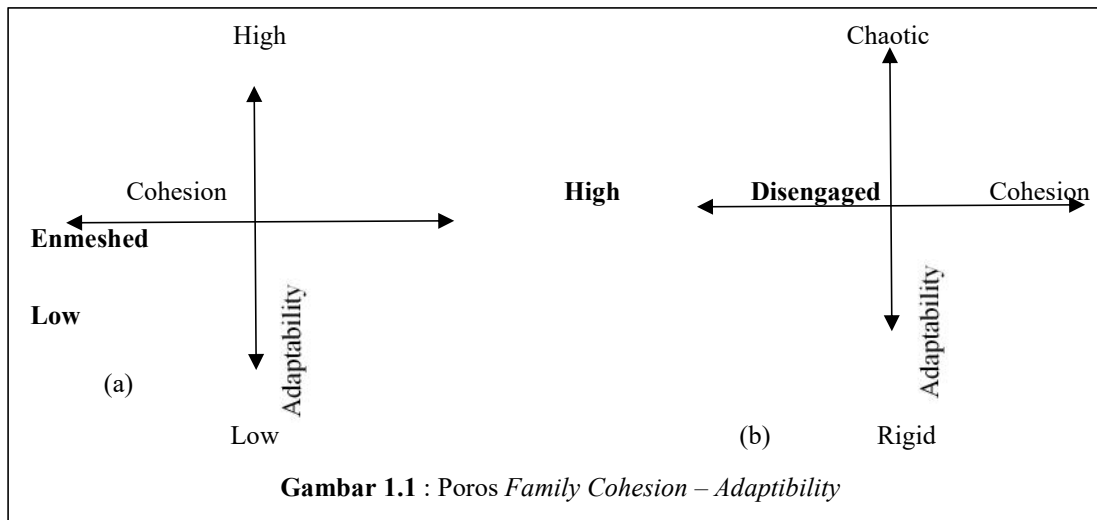 High
Chaotic
Cohesion
High
Disengaged
Cohesion
Enmeshed
Low
Adaptability
Adaptability
(a)
(b)
Low
Rigid
Gambar 1.1 : Poros Family Cohesion – Adaptibility